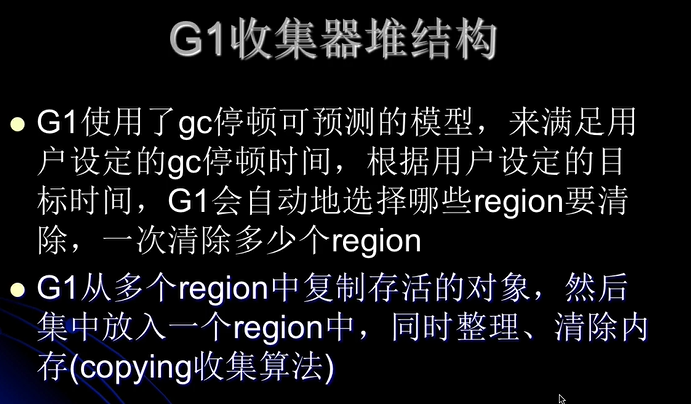 G1收集器堆结构
G1使用了gc停顿可预测的模型，来满足用
户设定的gc停顿时间，根据用户设定的目
标时间，G1会自动地选择哪些region要清
除，一次清除多少个region
G1从多个region中复制存活的对象，然后
集中放入一个region中，同时整理、清除内
存(copying收集算法)